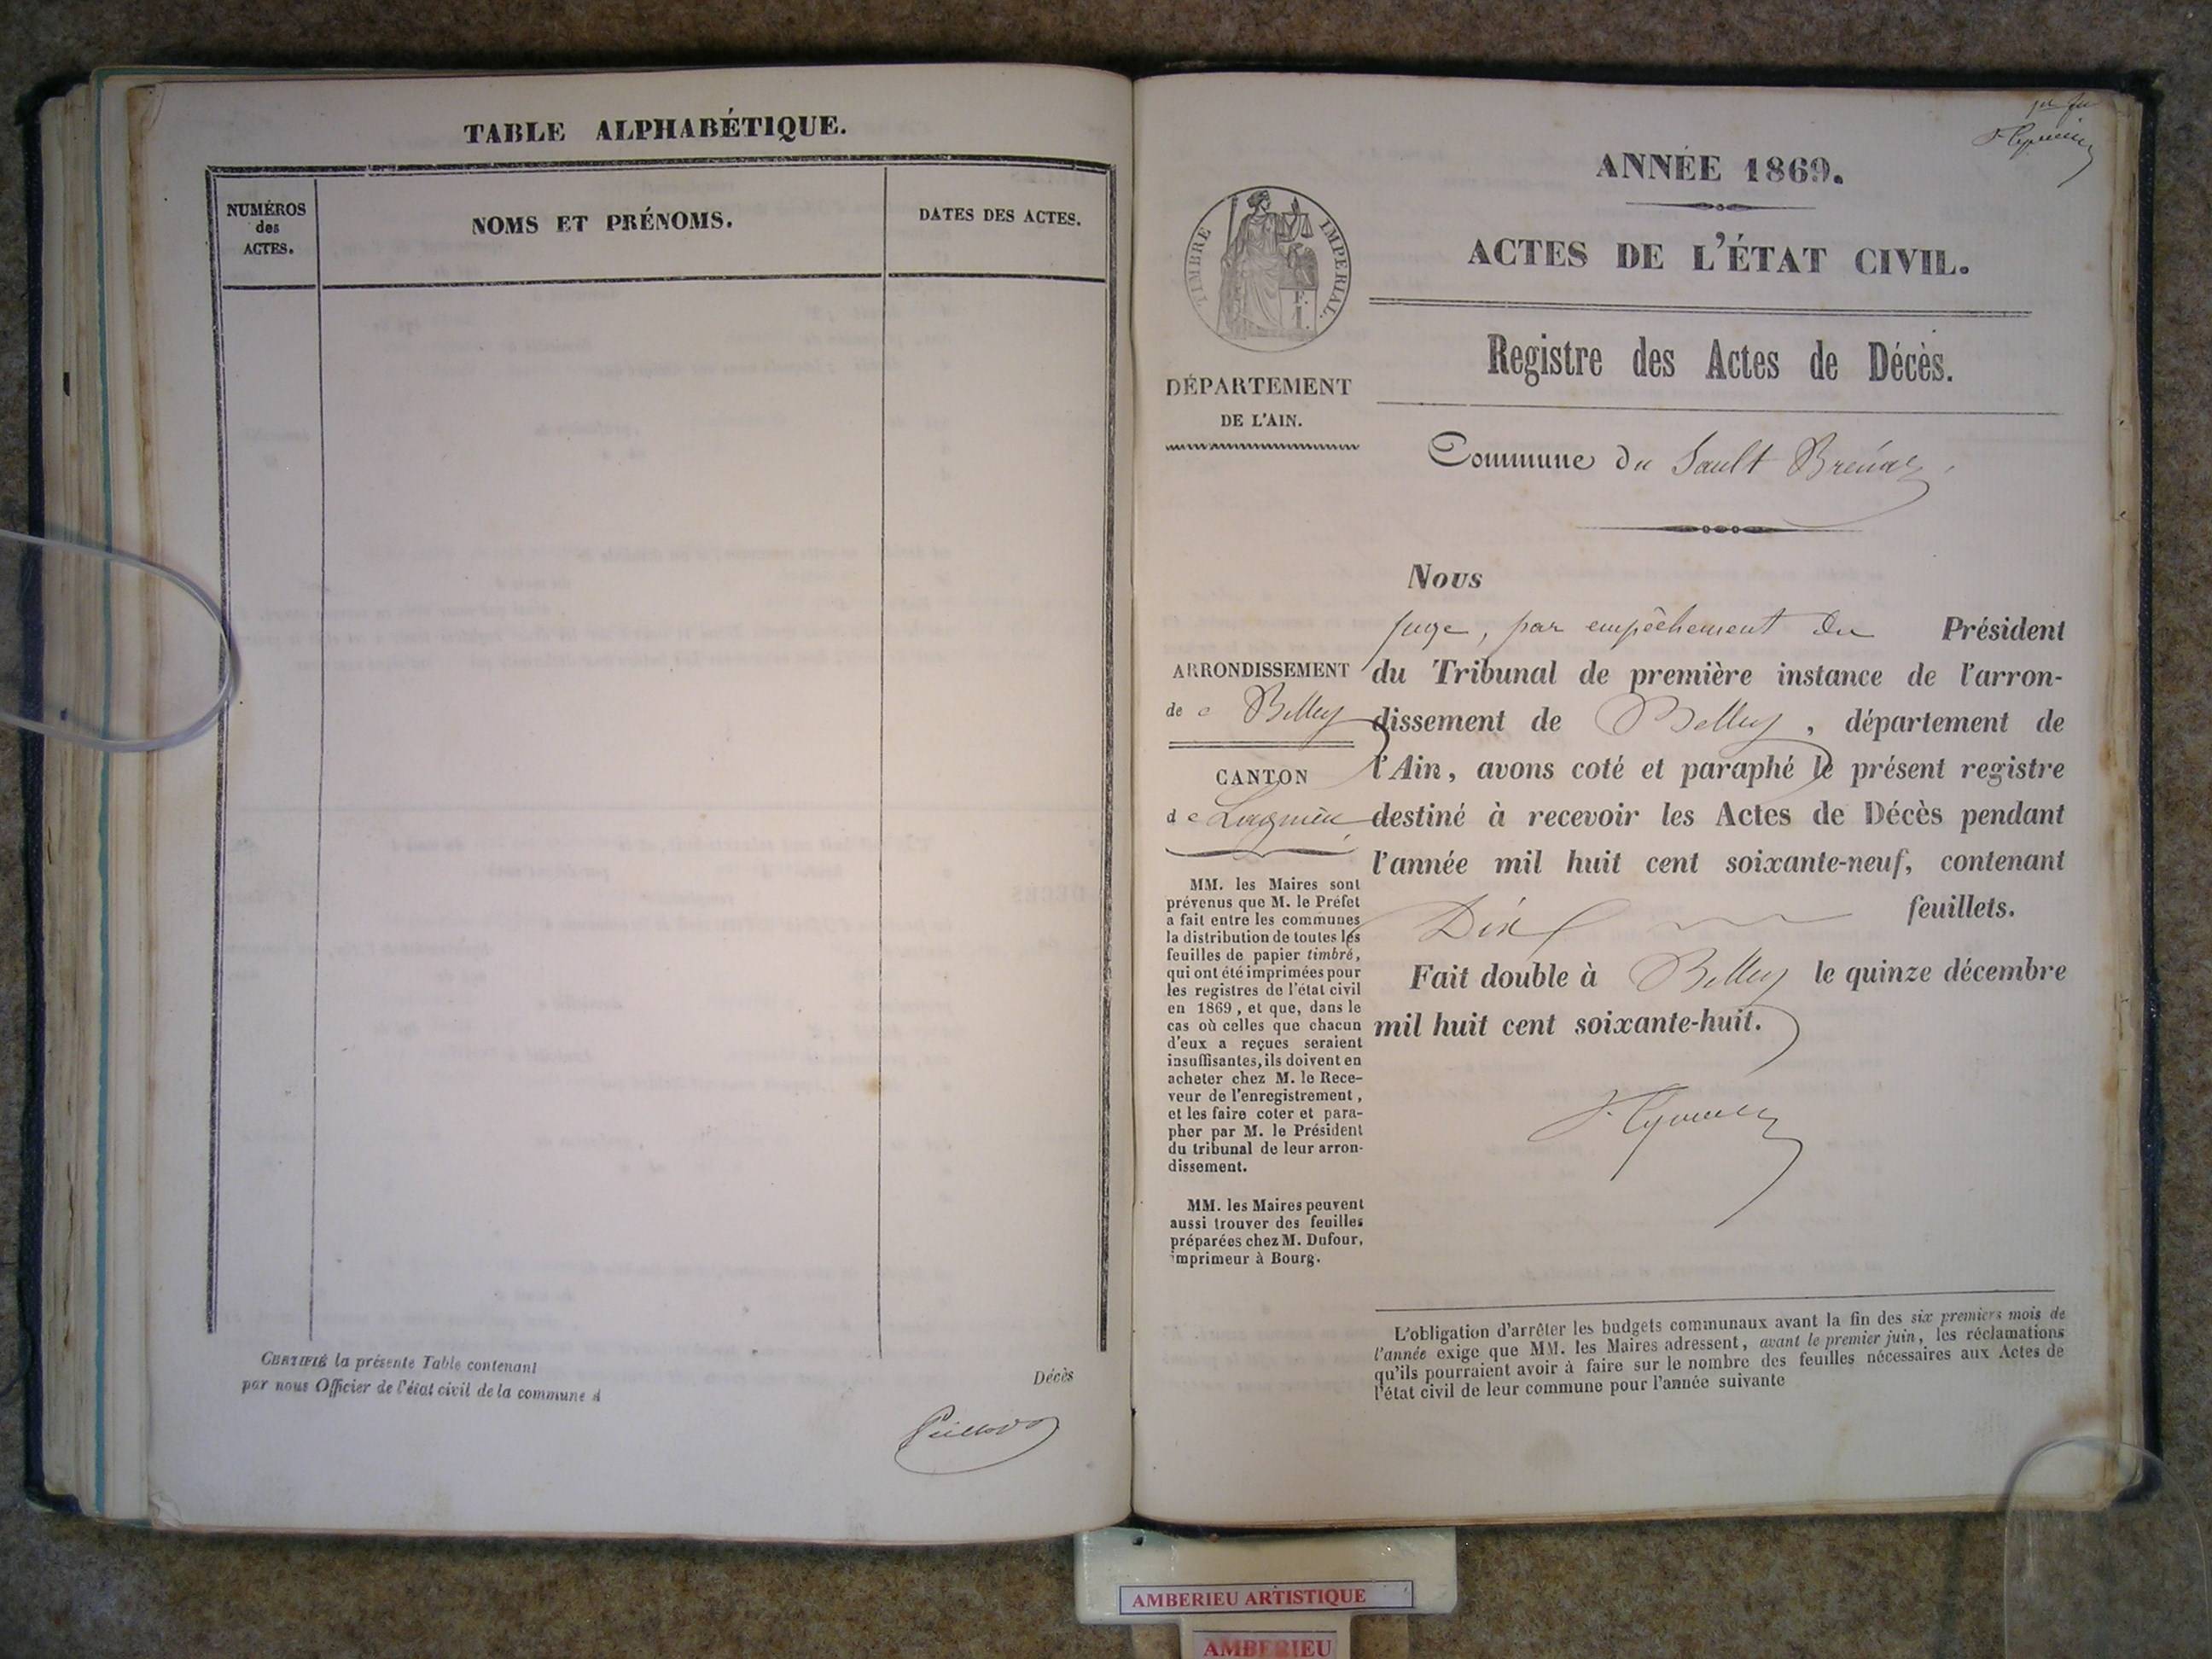 TABLE ALPHABÉTIQUE.
NUMÉROS
des
ACTES.
NOMS ET PRÉNOMS.
DATES DES ACTES.
CERTIFIÉ la présente Table contenant
Décès
par nous Officier de l'état civil de la commune d
ANNÉE 1869.
ACTES DE L'ÉTAT CIVIL.
TIMBRE IMPÉRIAL.
Registre des Actes de Décès.
DÉPARTEMENT
DE L'AIN.
Commune du Sault Brénaz
Nous
juge, par empêchement du Président
du Tribunal de première instance de l'arron-
dissement de Belley, département de
l'Ain, avons coté et paraphé le présent registre
destiné à recevoir les Actes de Décès pendant
l'année mil huit cent soixante-neuf, contenant
Dix feuillets.
Fait double à Belley le quinze décembre
mil huit cent soixante-huit.
ARRONDISSEMENT
de Belley
CANTON
de Lagnieu
MM. les Maires sont
prévenus que M. le Préfet
a fait entre les communes
la distribution de toutes les
feuilles de papier timbré,
qui ont été imprimées pour
les registres de l'état civil
en 1869, et que, dans le
cas où celles que chacun
d'eux a reçues seraient
insuffisantes, ils doivent en
acheter chez M. le Rece-
veur de l'enregistrement,
et les faire coter et para-
pher par M. le Président
du tribunal de leur arron-
dissement.
MM. les Maires peuvent
aussi trouver des feuilles
préparées chez M. Dufour,
imprimeur à Bourg.
L'obligation d'arrêter les budgets communaux avant la fin des six premiers mois de
l'année exige que MM. les Maires adressent, avant le premier juin, les réclamations
qu'ils pourraient avoir à faire sur le nombre des feuilles nécessaires aux Actes de
l'état civil de leur commune pour l'année suivante
AMBERIEU ARTISTIQUE
AMBERIEU